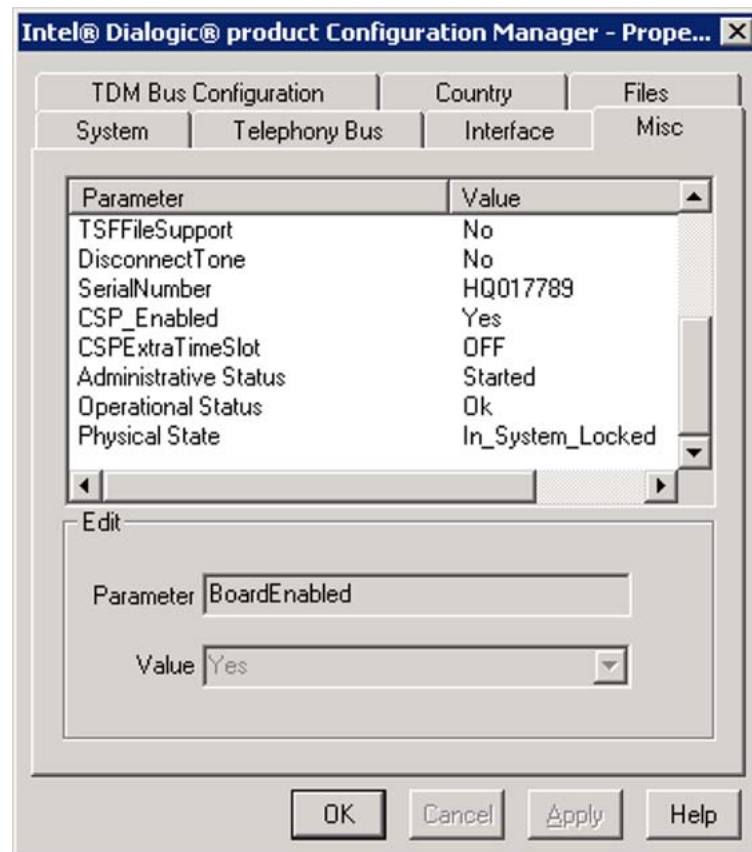 Intel® Dialogic® product Configuration Manager - Prope...
TDM Bus Configuration Country Files
System Telephony Bus Interface Misc
Parameter Value
TSFFileSupport No
DisconnectTone No
SerialNumber HQ017789
CSP_Enabled Yes
CSPExtraTimeSlot OFF
Administrative Status Started
Operational Status Ok
Physical State In_System_Locked
Edit
Parameter BoardEnabled
Value Yes
OK Cancel Apply Help